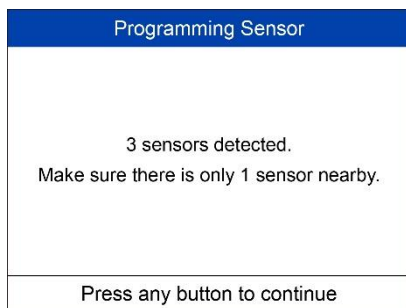 Programming Sensor
3 sensors detected.
Make sure there is only 1 sensor nearby.
Press any button to continue